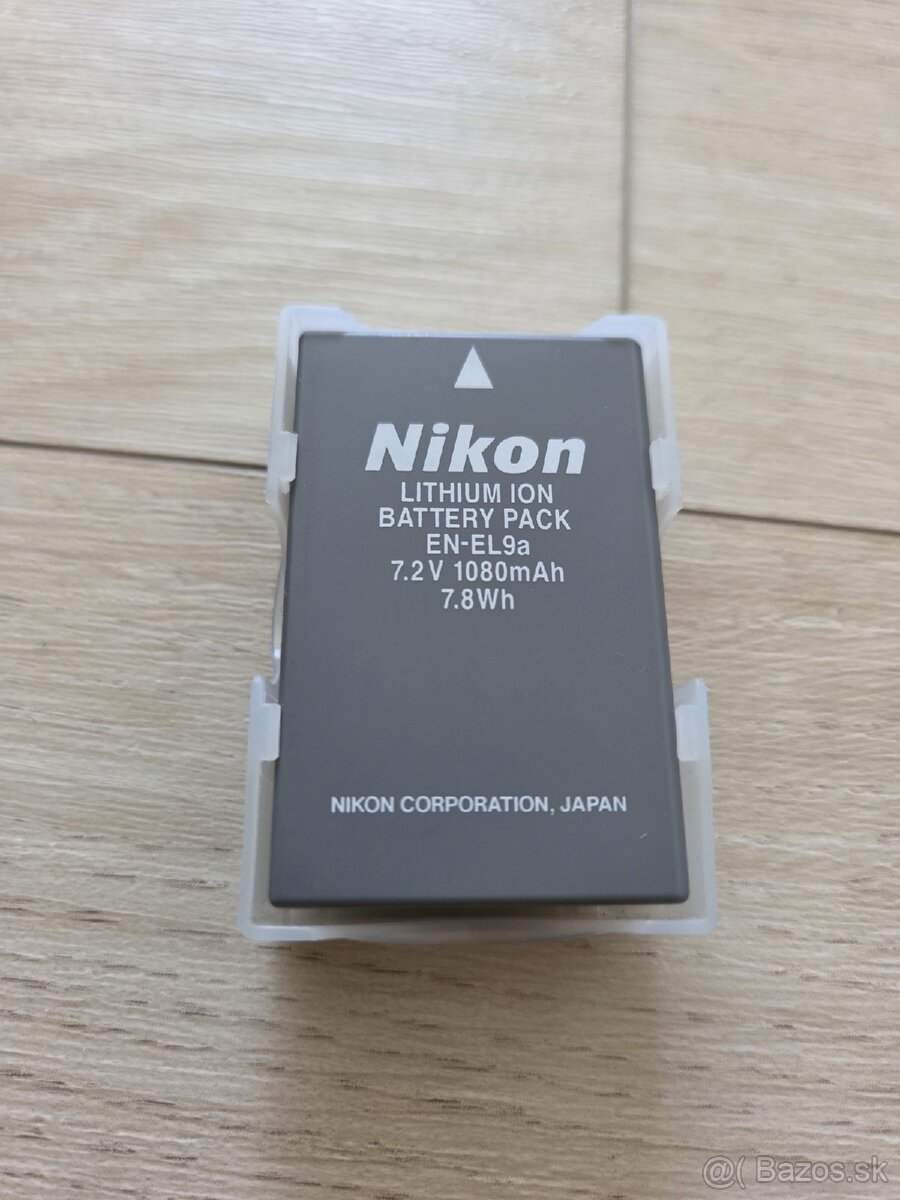 Nikon
LITHIUM ION
BATTERY PACK
EN-EL9a
7.2V 1080mAh
7.8Wh
NIKON CORPORATION, JAPAN
@( Bazos.sk